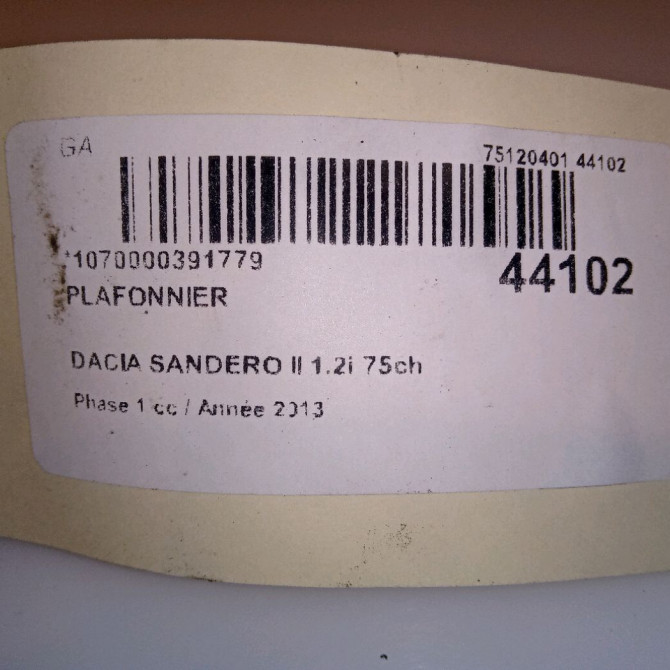 GA
75120401 44102
*1070000391779
44102
PLAFONNIER
DACIA SANDERO II 1.2i 75ch
Phase 1 cc / Année 2013